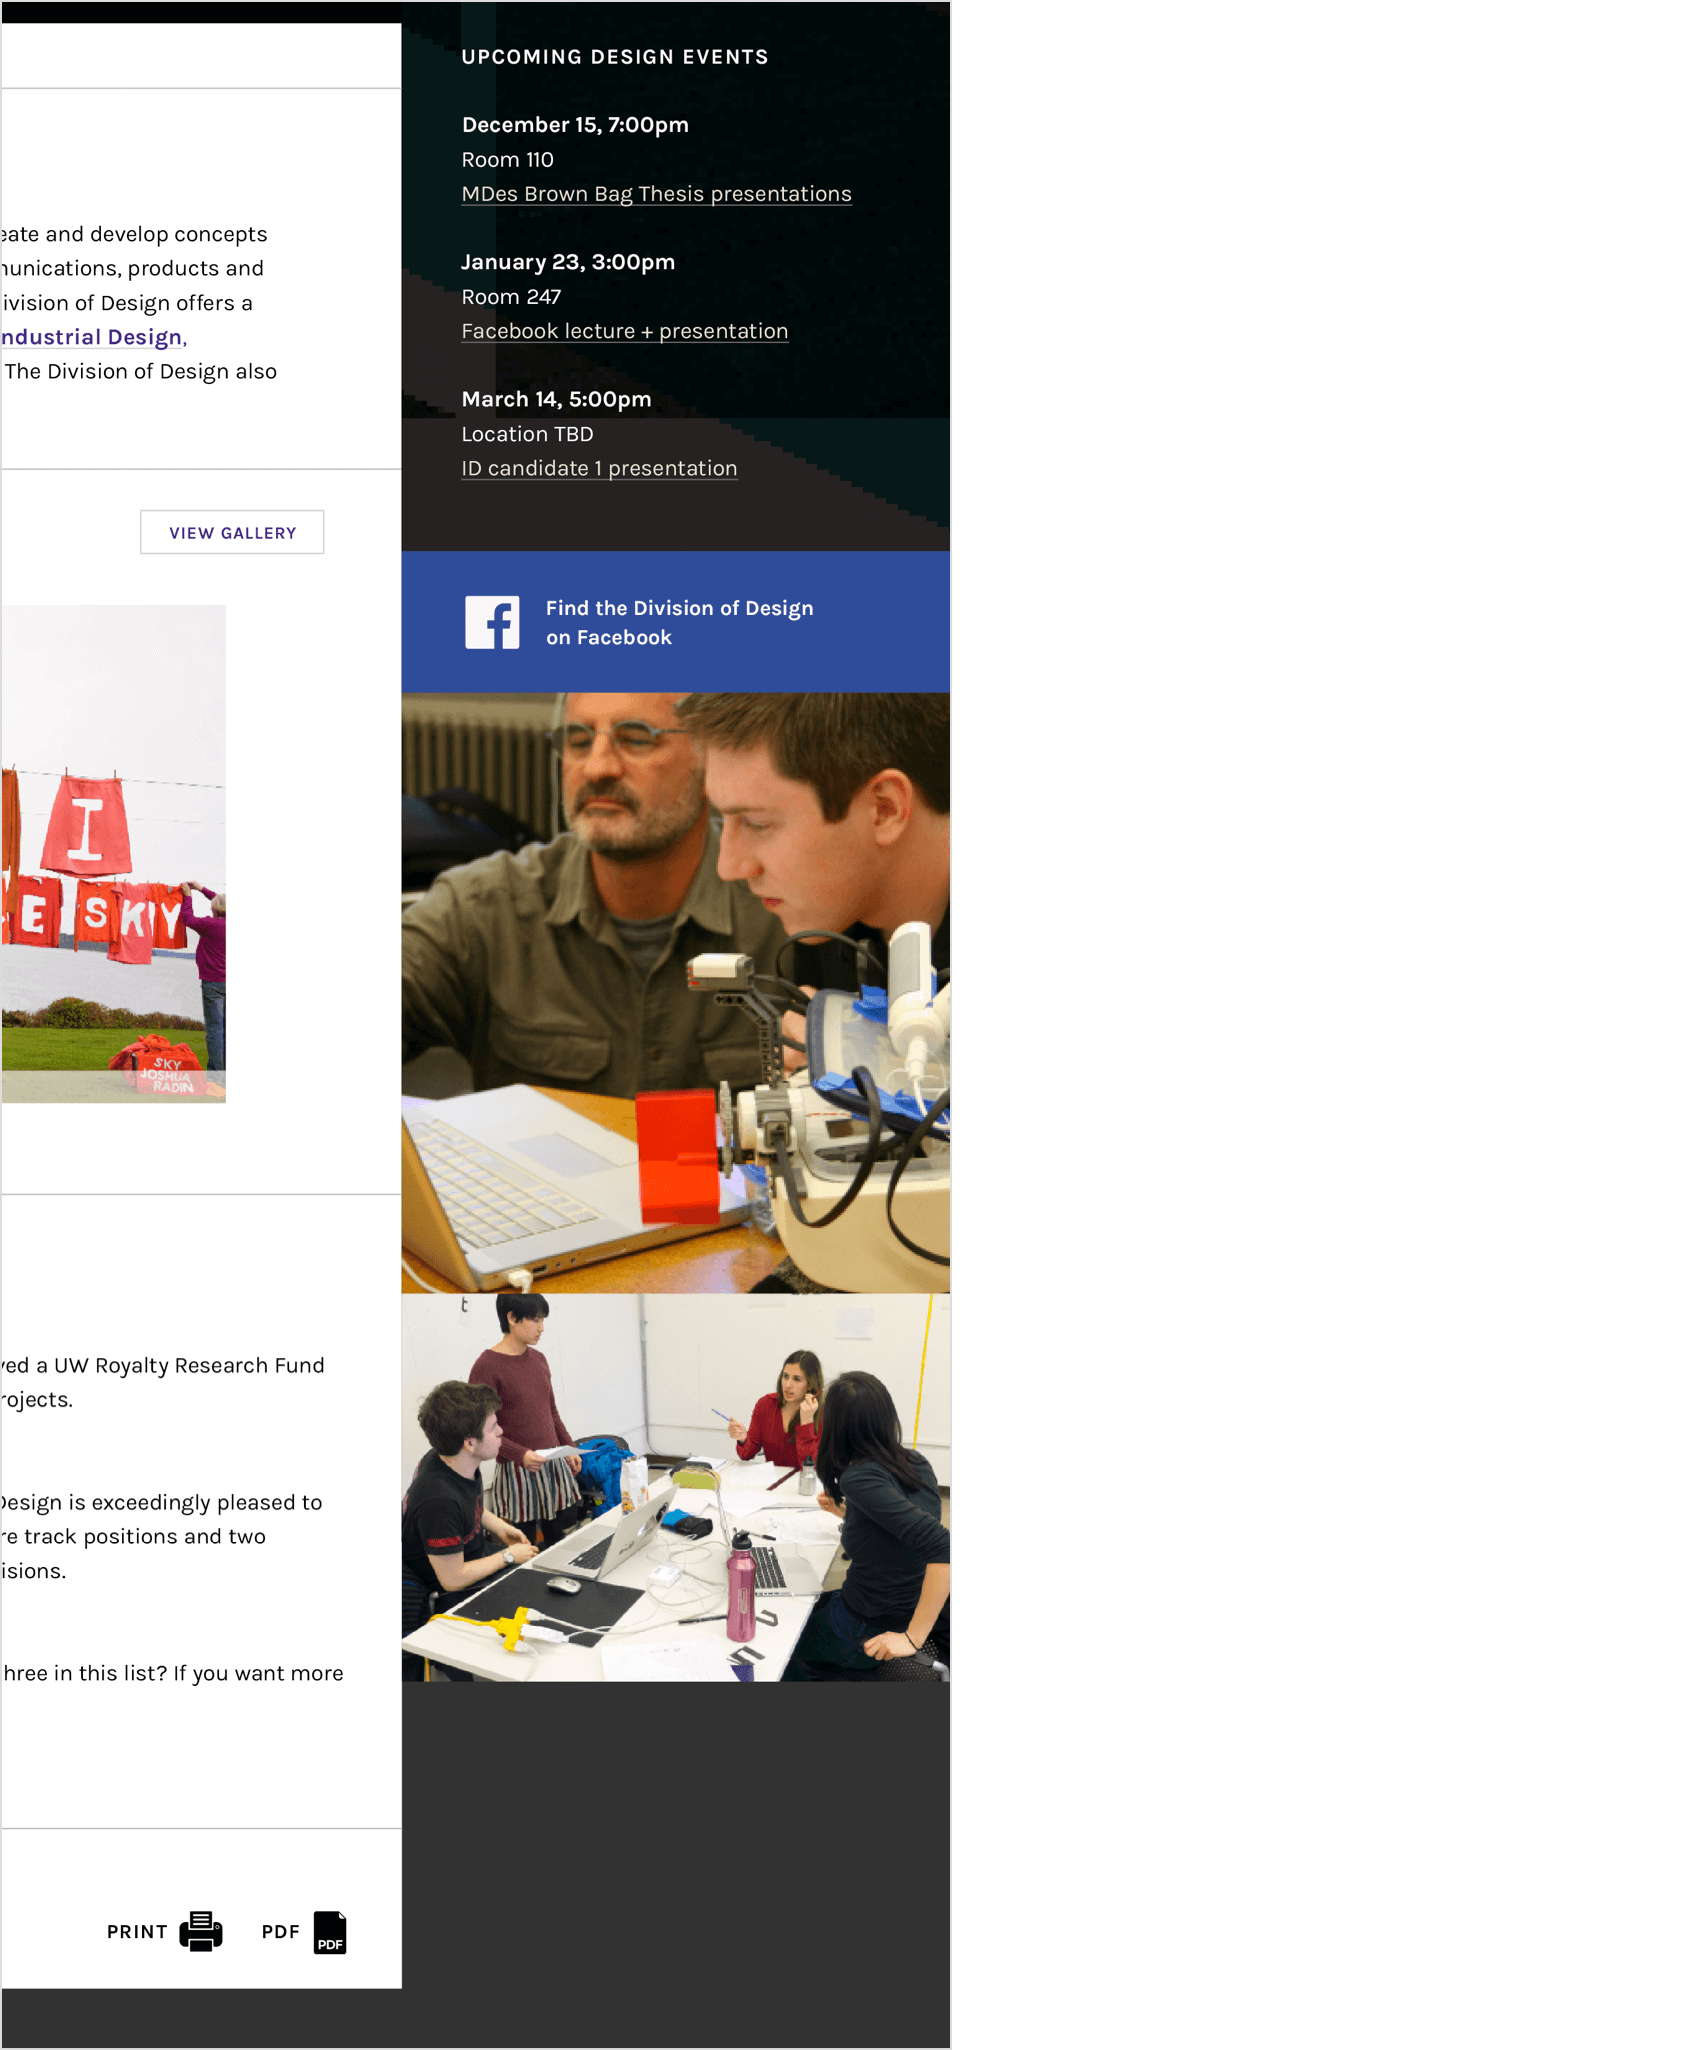 eate and develop concepts
unications, products and
ivision of Design offers a
ndustrial Design,
The Division of Design also
VIEW GALLERY
I
E SKY
SKY
JOSHUA
RADIN
ved a UW Royalty Research Fund
rojects.
Design is exceedingly pleased to
re track positions and two
isions.
hree in this list? If you want more
PRINT
PDF
PDF
UPCOMING DESIGN EVENTS
December 15, 7:00pm
Room 110
MDes Brown Bag Thesis presentations
January 23, 3:00pm
Room 247
Facebook lecture + presentation
March 14, 5:00pm
Location TBD
ID candidate 1 presentation
Find the Division of Design
on Facebook
t